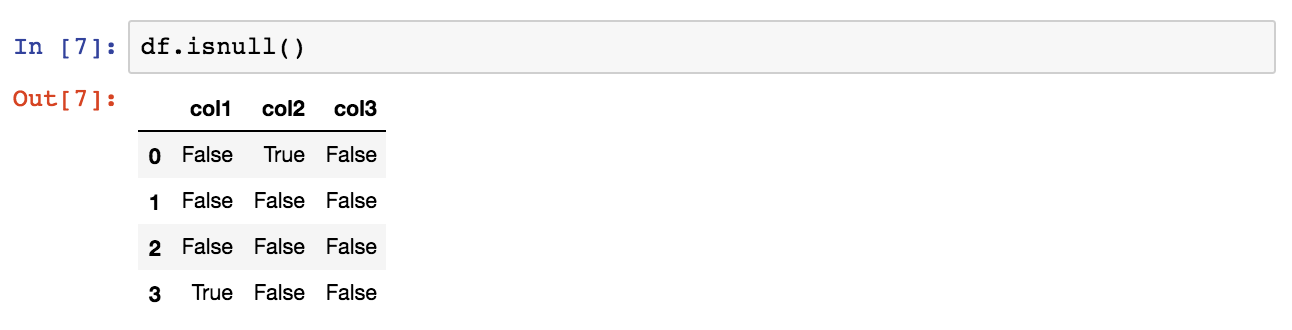 In [7]: df.isnull()
Out[7]:
col1 col2 col3
0 False True False
1 False False False
2 False False False
3 True False False